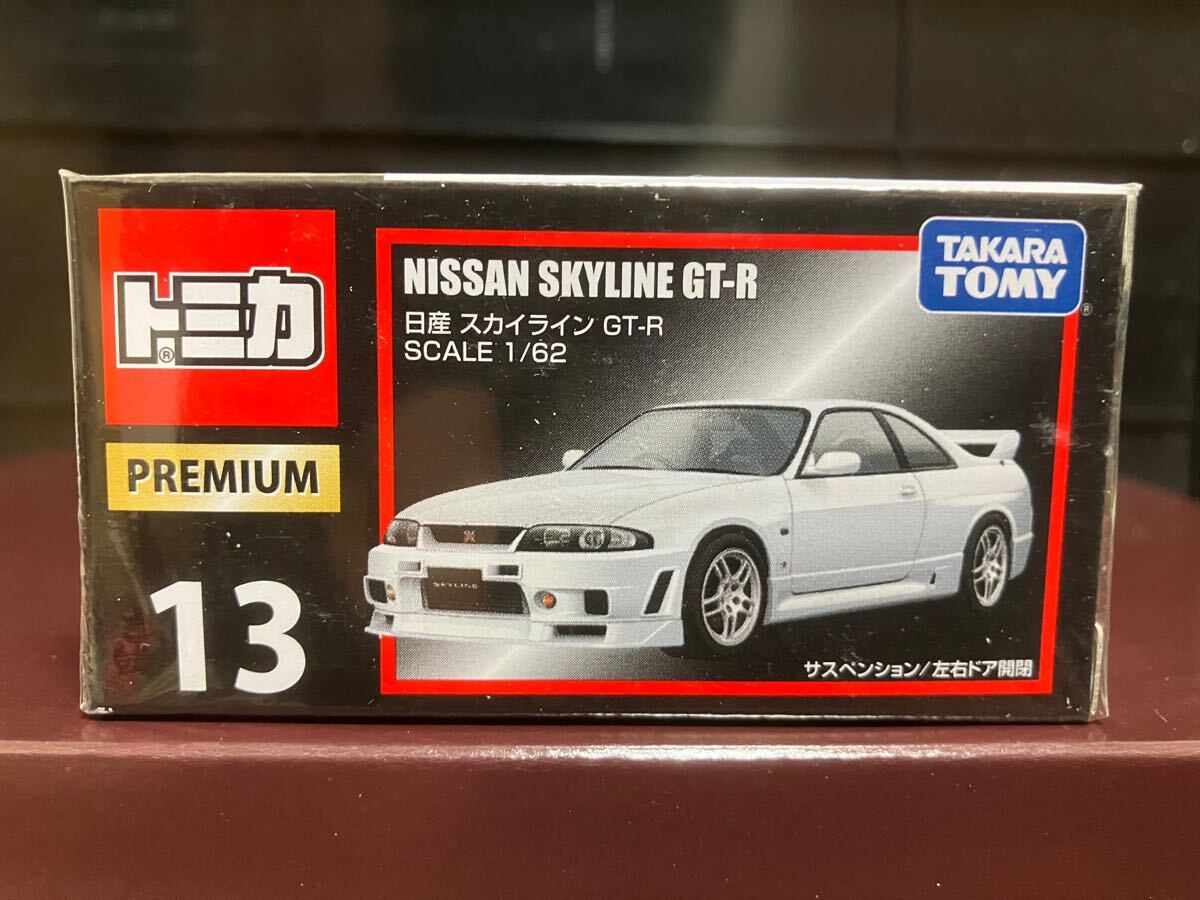 トミカ®
PREMIUM
13
NISSAN SKYLINE GT-R
日産 スカイライン GT-R
SCALE 1/62
TAKARA
TOMY®
SKYLINE
サスペンション/左右ドア開閉